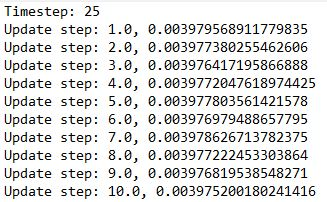 Timestep: 25
Update step: 1.0, 0.003979568911779835
Update step: 2.0, 0.003977380255462606
Update step: 3.0, 0.003976417195866888
Update step: 4.0, 0.0039772047618974425
Update step: 5.0, 0.003977803561421578
Update step: 6.0, 0.003976979488657795
Update step: 7.0, 0.003978626713782375
Update step: 8.0, 0.003977222453303864
Update step: 9.0, 0.003976819538548271
Update step: 10.0, 0.003975200180241416